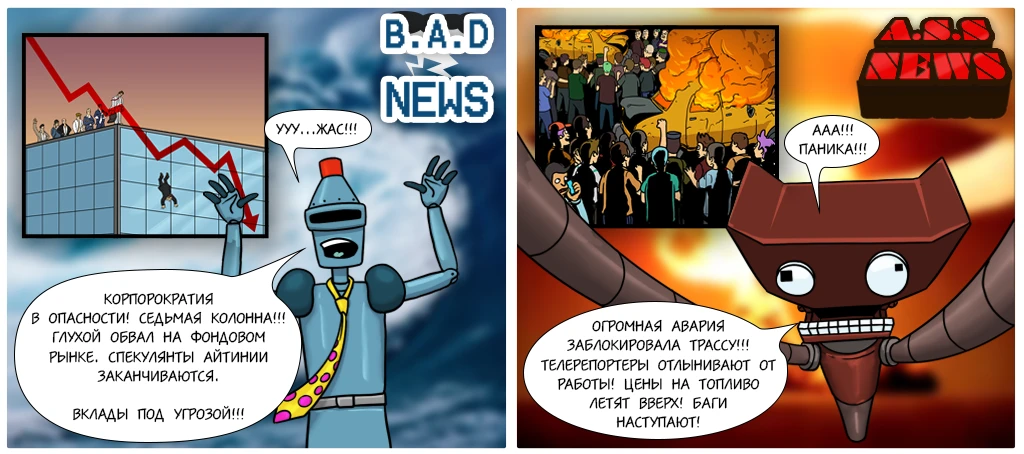 B.A.D
NEWS
УУУ...ЖАС!!!
КОРПОРОКРАТИЯ
В ОПАСНОСТИ! СЕДЬМАЯ КОЛОННА!!!
ГЛУХОЙ ОБВАЛ НА ФОНДОВОМ
РЫНКЕ. СПЕКУЛЯНТЫ АЙТИНИИ
ЗАКАНЧИВАЮТСЯ.
ВКЛАДЫ ПОД УГРОЗОЙ!!!
A.S.S
NEWS
ААА!!!
ПАНИКА!!!
ОГРОМНАЯ АВАРИЯ
ЗАБЛОКИРОВАЛА ТРАССУ!!!
ТЕЛЕРЕПОРТЕРЫ ОТЛЫНИВАЮТ ОТ
РАБОТЫ! ЦЕНЫ НА ТОПЛИВО
ЛЕТЯТ ВВЕРХ! БАГИ
НАСТУПАЮТ!